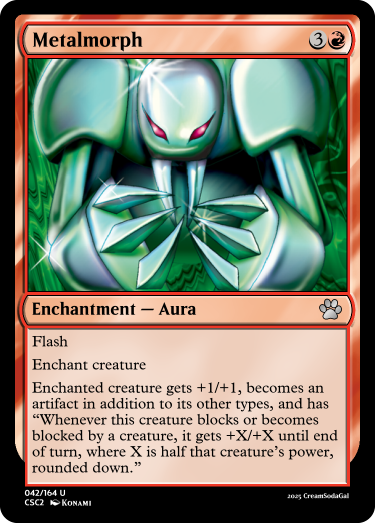 Metalmorph 3
Enchantment — Aura
Flash
Enchant creature
Enchanted creature gets +1/+1, becomes an
artifact in addition to its other types, and has
“Whenever this creature blocks or becomes
blocked by a creature, it gets +X/+X until end
of turn, where X is half that creature’s power,
rounded down.”
042/164 U
CSC2 KONAMI 2025 CreamSodaGal